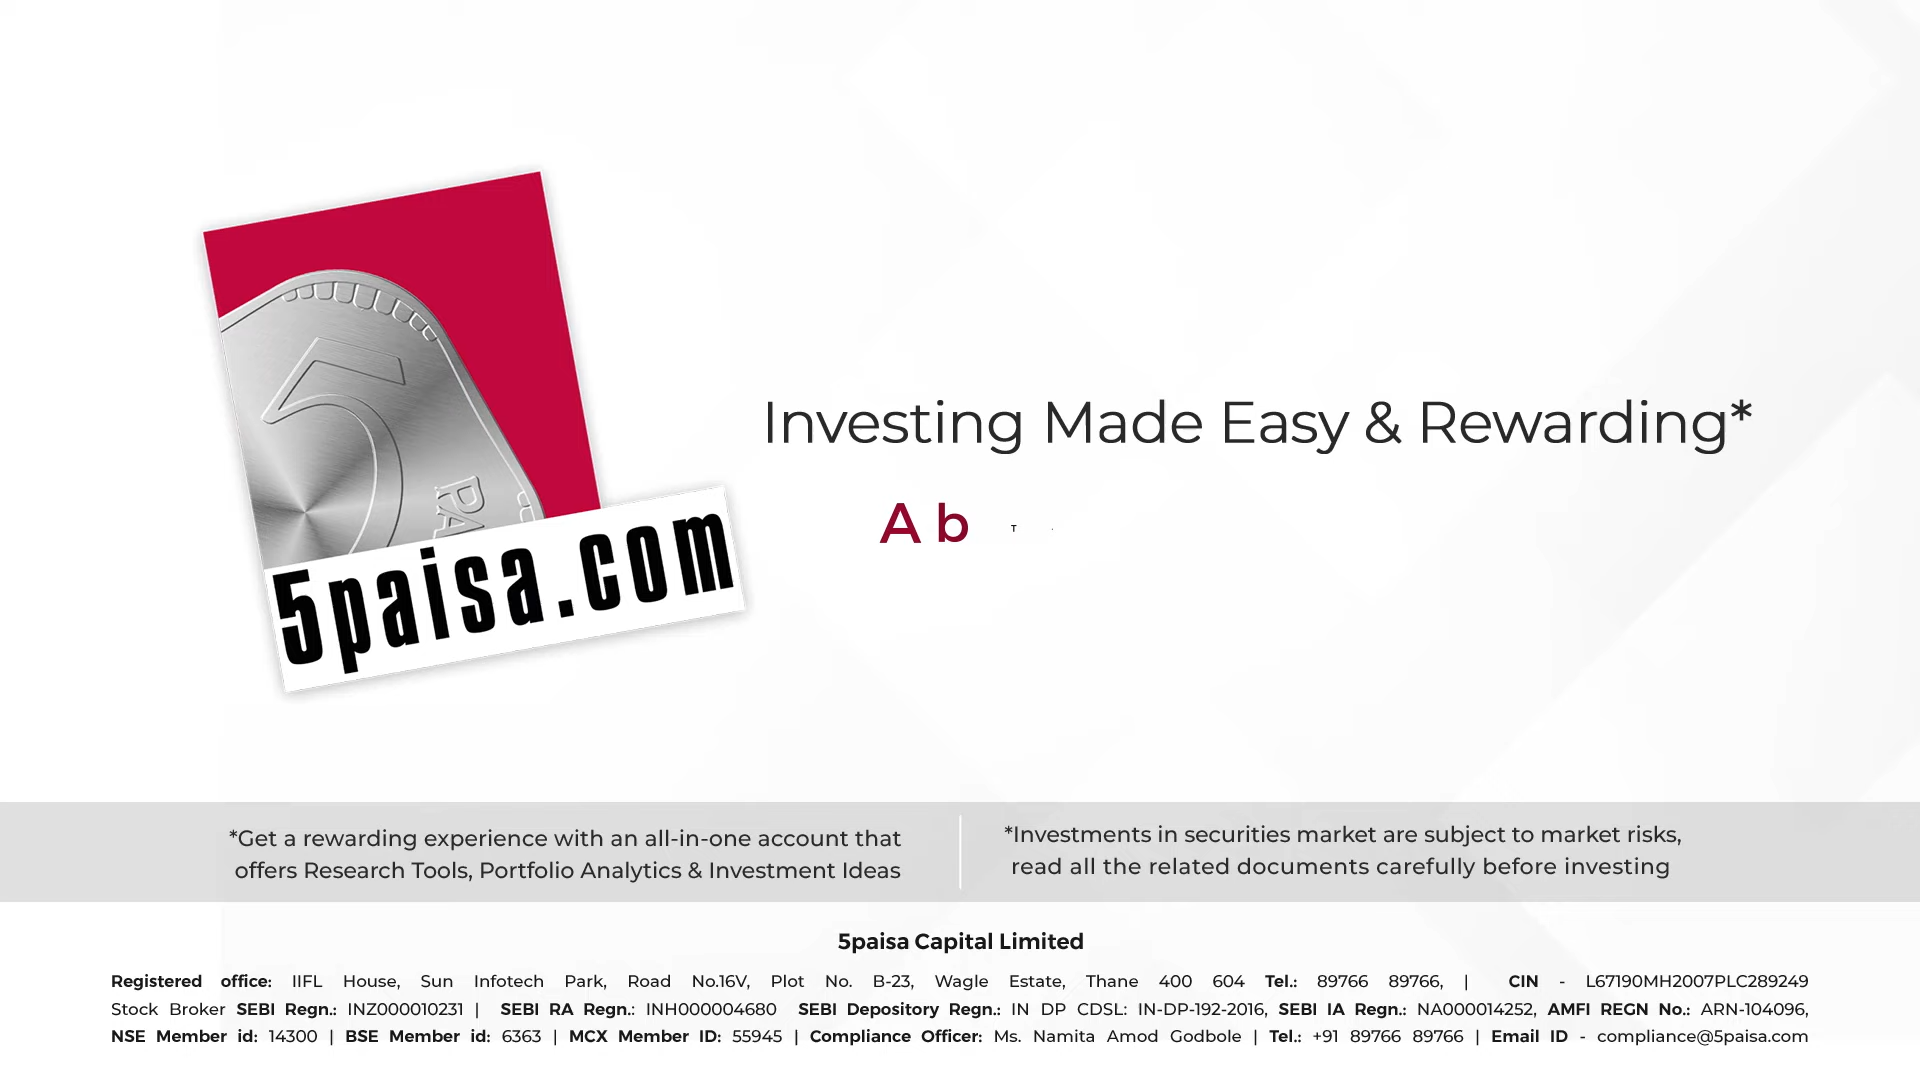 Investing Made Easy & Rewarding*
A b T
PA
5paisa.com
*Get a rewarding experience with an all-in-one account that
offers Research Tools, Portfolio Analytics & Investment Ideas
*Investments in securities market are subject to market risks,
read all the related documents carefully before investing
5paisa Capital Limited
Registered office: IIFL House, Sun Infotech Park, Road No.16V, Plot No. B-23, Wagle Estate, Thane 400 604 Tel.: 89766 89766, | CIN - L67190MH2007PLC289249
Stock Broker SEBI Regn.: INZ000010231 | SEBI RA Regn.: INH000004680 SEBI Depository Regn.: IN DP CDSL: IN-DP-192-2016, SEBI IA Regn.: NA000014252, AMFI REGN No.: ARN-104096,
NSE Member id: 14300 | BSE Member id: 6363 | MCX Member ID: 55945 | Compliance Officer: Ms. Namita Amod Godbole | Tel.: +91 89766 89766 | Email ID - compliance@5paisa.com